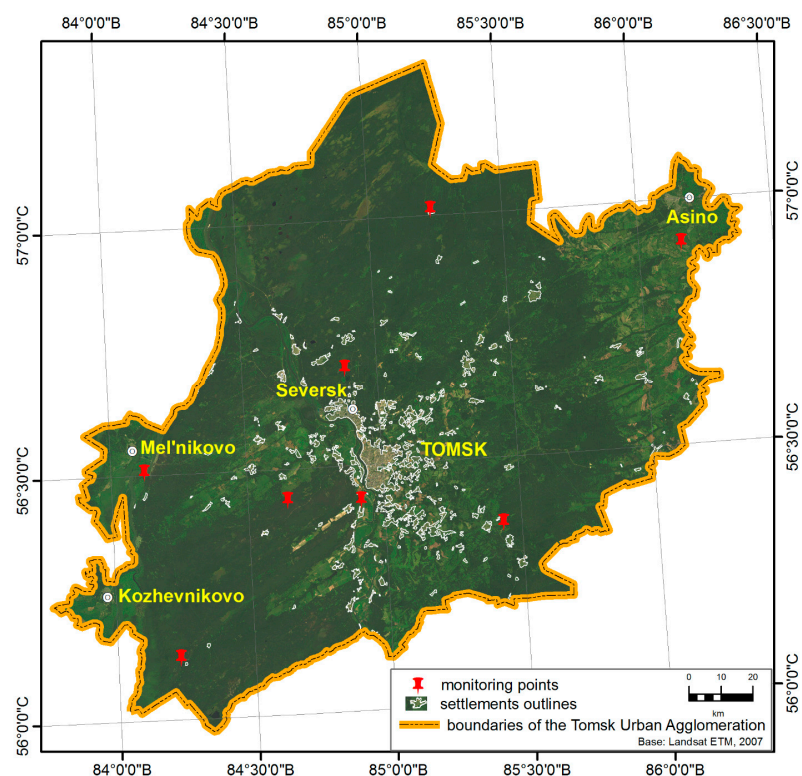 84°0'0"B 84°30'0"B 85°0'0"B 85°30'0"B 86°0'0"B 86°30'0"B
57°0'0"C
57°0'0"C
Asino
Seversk
Mel'nikovo
TOMSK
56°30'0"C
56°30'0"C
Kozhevnikovo
56°0'0"C
56°0'0"C
monitoring points
settlements outlines
boundaries of the Tomsk Urban Agglomeration
Base: Landsat ETM, 2007
0 10 20
km
84°0'0"B 84°30'0"B 85°0'0"B 85°30'0"B 86°0'0"B